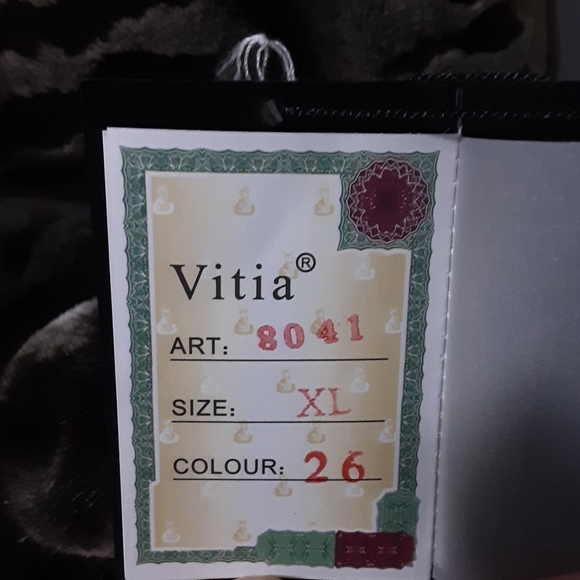 Vitia®
ART: 8041
SIZE: XL
COLOUR: 26